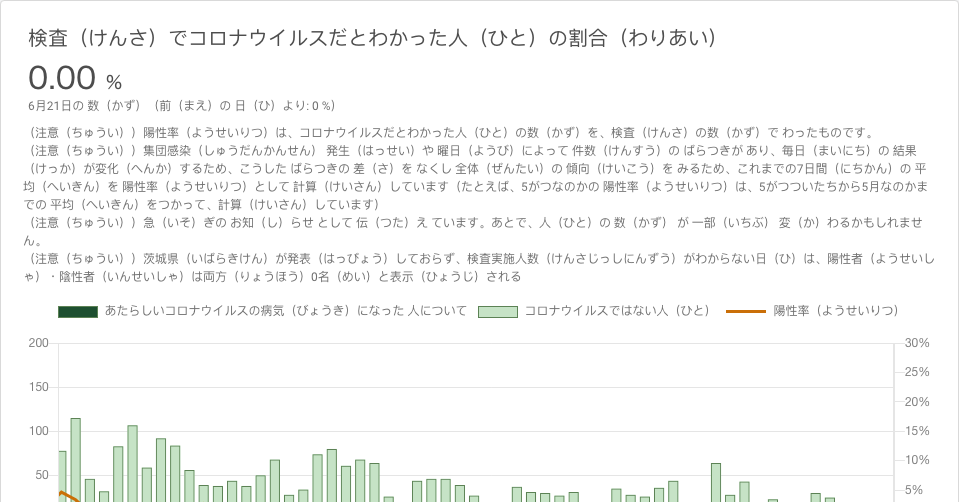 検査（けんさ）でコロナウイルスだとわかった人（ひと）の割合（わりあい）
0.00 %
6月21日の 数（かず）（前（まえ）の 日（ひ）より: 0 %）
（注意（ちゅうい））陽性率（ようせいりつ）は、コロナウイルスだとわかった人（ひと）の数（かず）を、検査（けんさ）の数（かず）で わったものです。
（注意（ちゅうい））集団感染（しゅうだんかんせん） 発生（はっせい）や 曜日（ようび）によって 件数（けんすう）の ばらつきが あり、毎日（まいにち）の 結果
（けっか）が変化（へんか）するため、こうした ばらつきの 差（さ）を なくし 全体（ぜんたい）の 傾向（けいこう）を みるため、これまでの7日間（にちかん）の 平
均（へいきん）を 陽性率（ようせいりつ）として 計算（けいさん）しています（たとえば、5がつなのかの 陽性率（ようせいりつ）は、5がつついたちから5月なのかま
での 平均（へいきん）をつかって、計算（けいさん）しています）
（注意（ちゅうい））急（いそ）ぎの お知（し）らせ として 伝（つた）え ています。あとで、人（ひと）の 数（かず） が 一部（いちぶ） 変（か）わるかもしれませ
ん。
（注意（ちゅうい））茨城県（いばらきけん）が発表（はっぴょう）しておらず、検査実施人数（けんさじっしにんずう）がわからない日（ひ）は、陽性者（ようせいし
ゃ）・陰性者（いんせいしゃ）は両方（りょうほう）0名（めい）と表示（ひょうじ）される
あたらしいコロナウイルスの病気（びょうき）になった 人について コロナウイルスではない人（ひと） 陽性率（ようせいりつ）
200 30%
25%
150
20%
100 15%
10%
50
5%